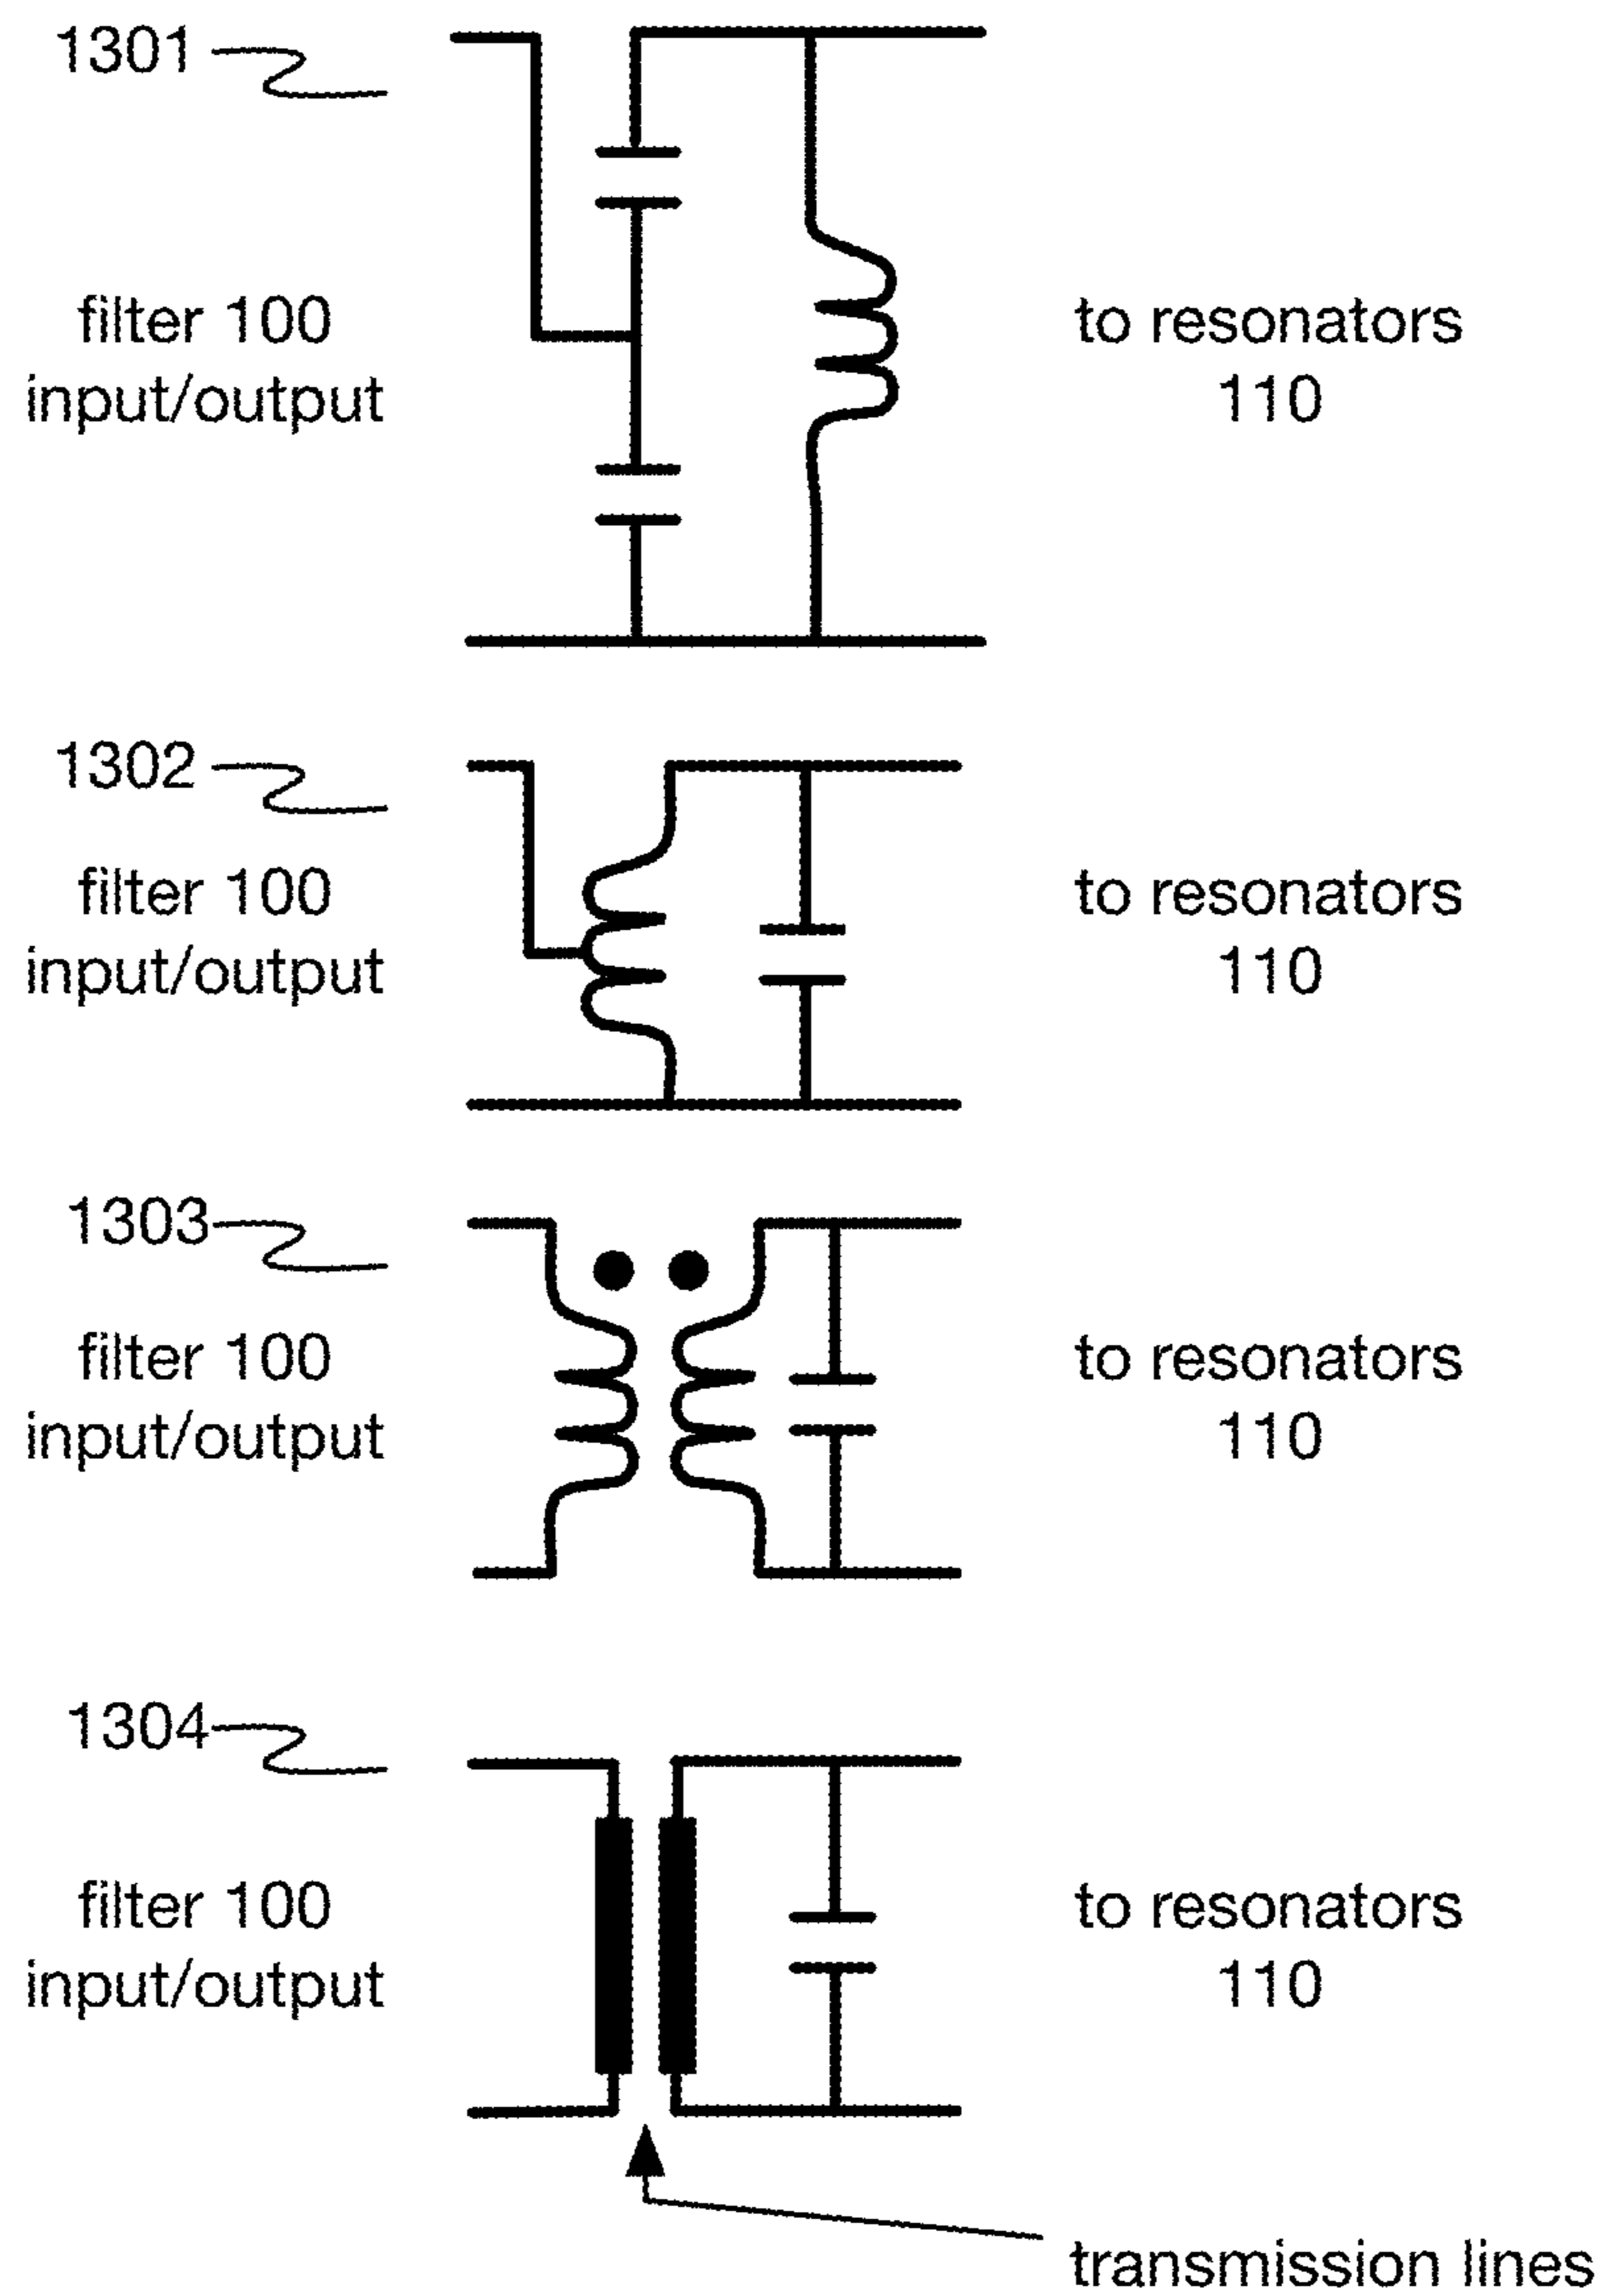 1301
filter 100
input/output
to resonators
110
1302
filter 100
input/output
to resonators
110
1303
filter 100
input/output
to resonators
110
1304
filter 100
input/output
to resonators
110
transmission lines